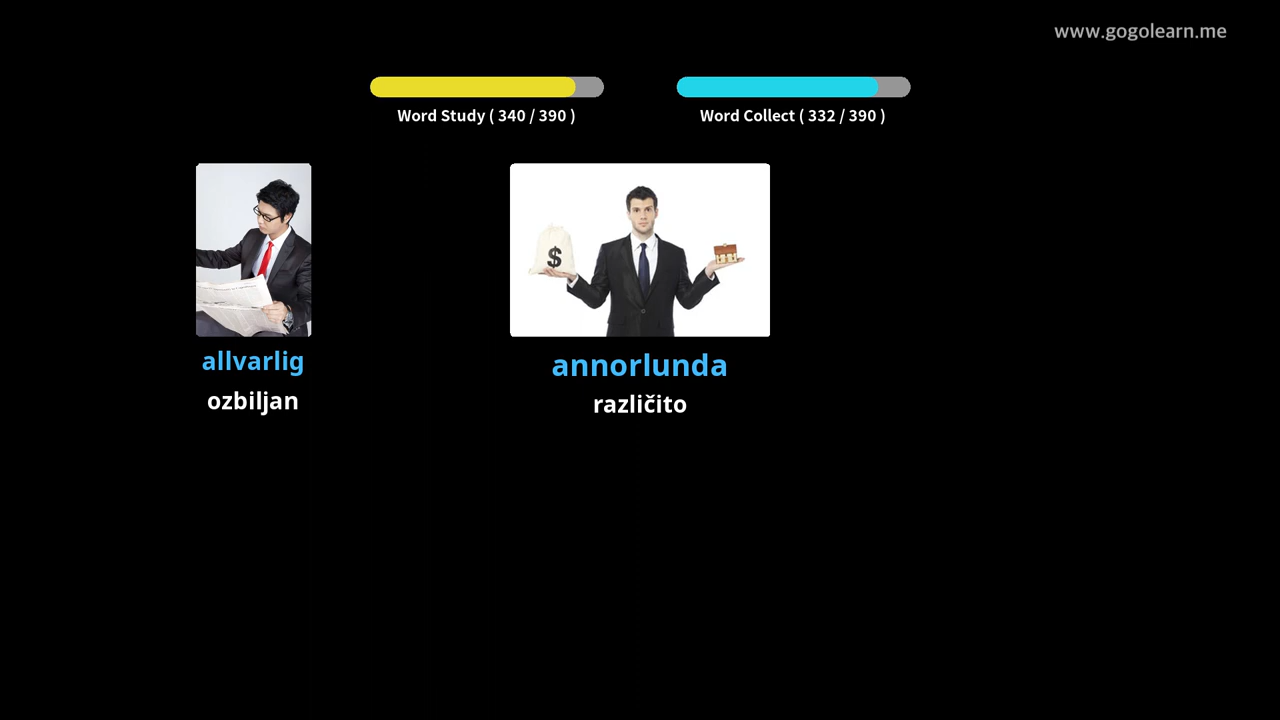 www.gogolearn.me
Word Study ( 340 / 390 )
Word Collect ( 332 / 390 )
$
allvarlig
ozbiljan
annorlunda
različito